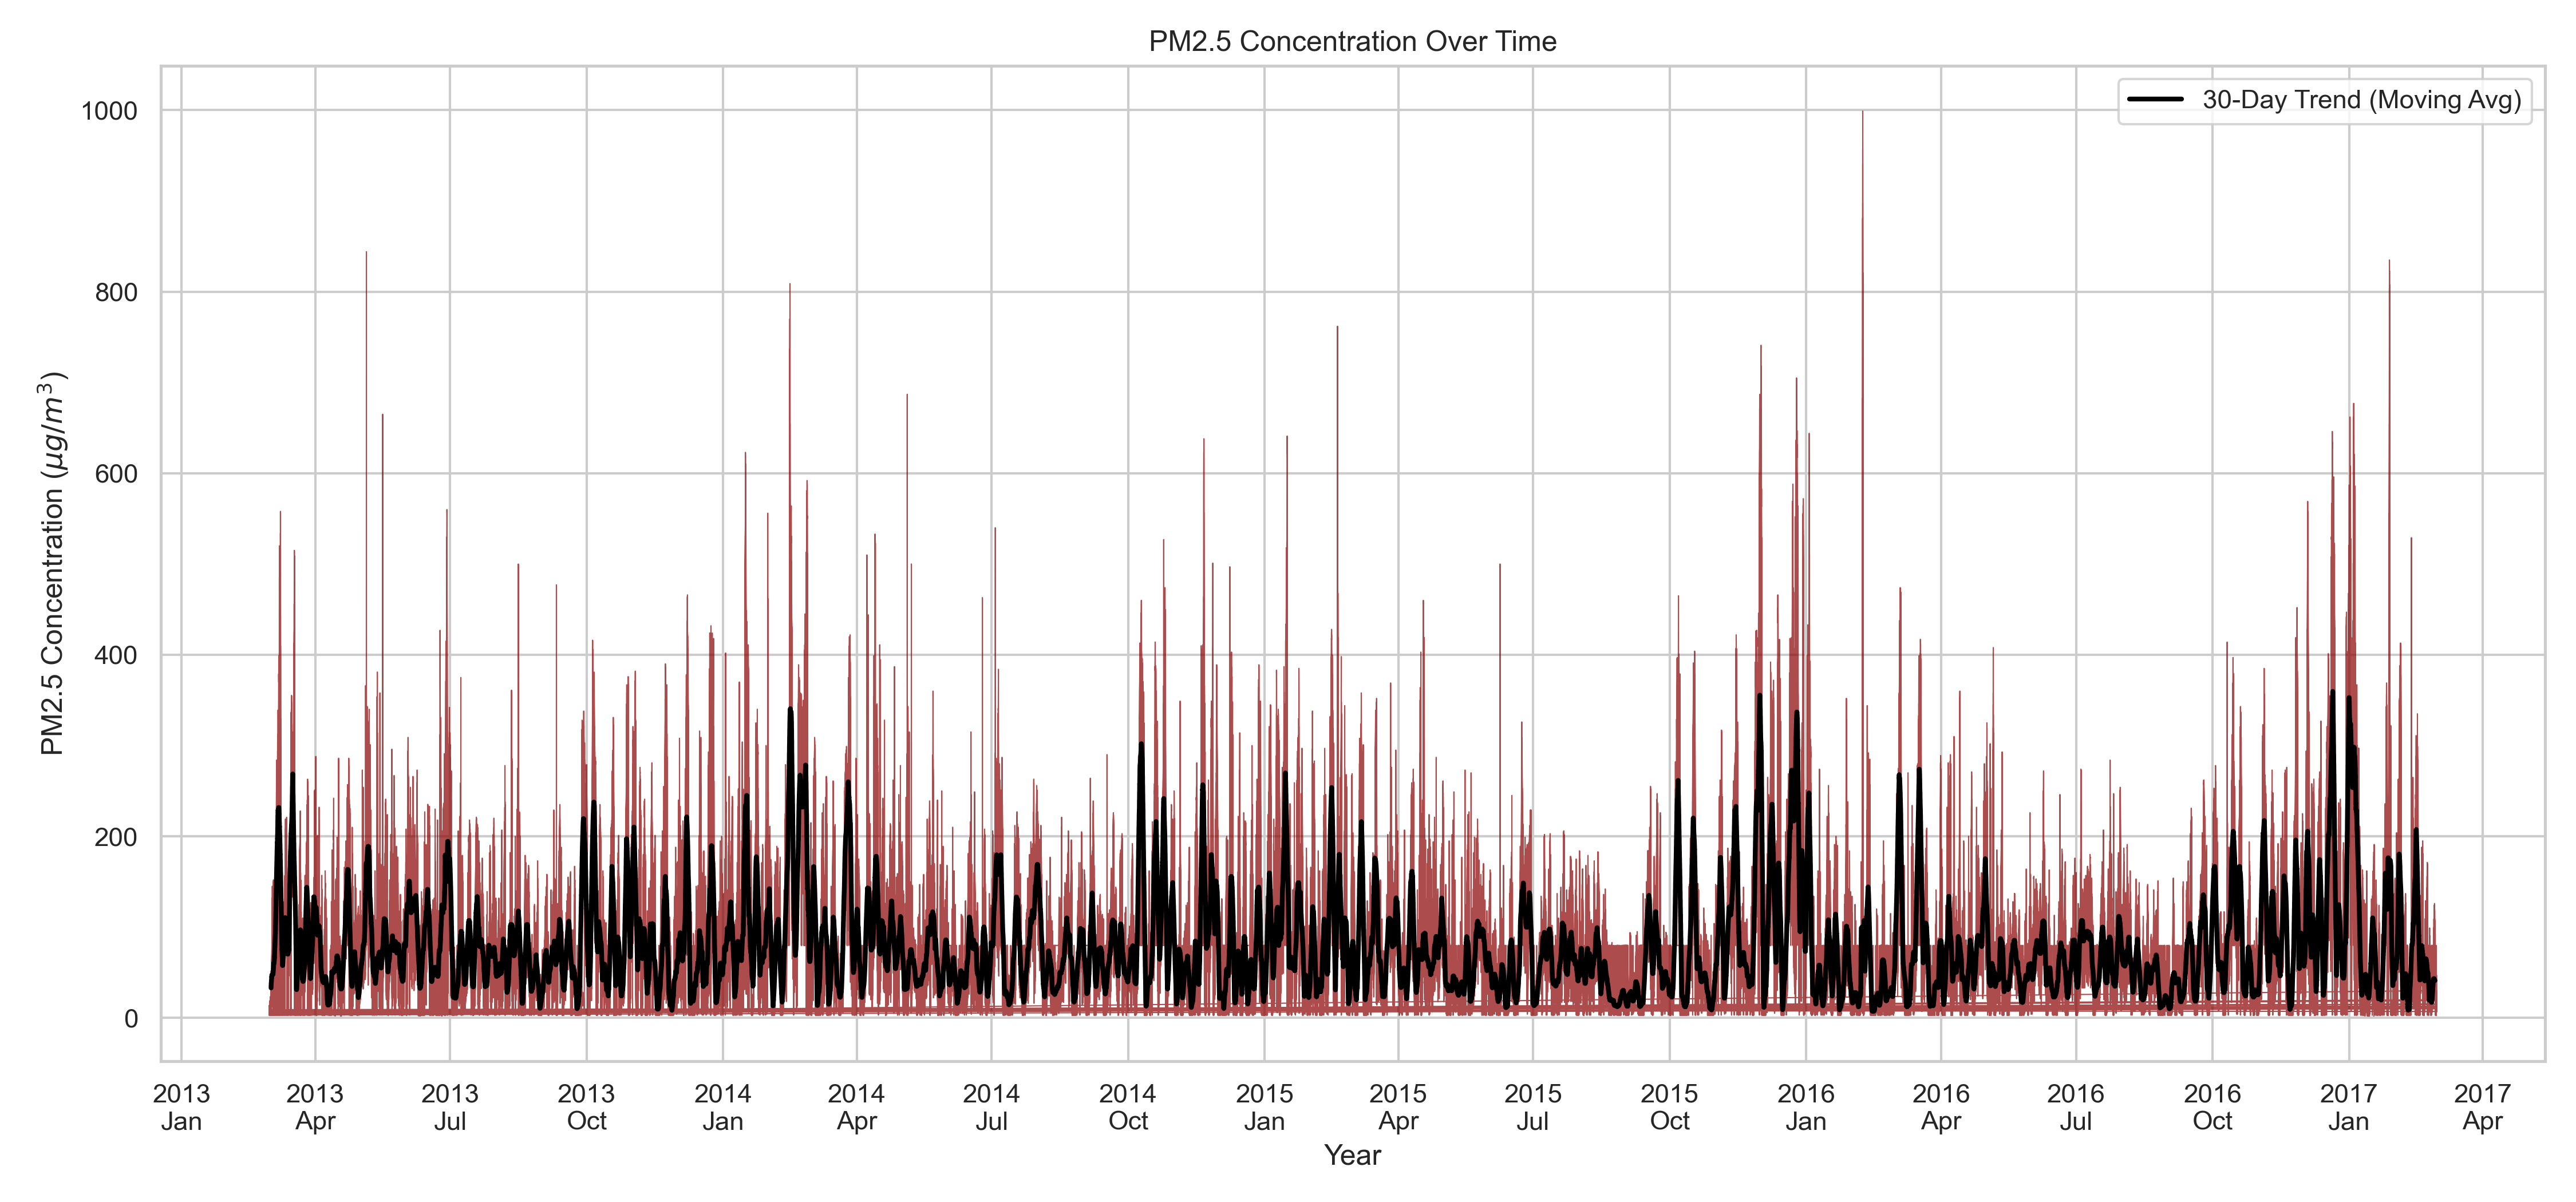 PM2.5 Concentration Over Time
30-Day Trend (Moving Avg)
PM2.5 Concentration (μg/m³)
1000
800
600
400
200
0
2013 2013 2013 2013 2014 2014 2014 2014 2015 2015 2015 2015 2016 2016 2016 2016 2017 2017
Jan Apr Jul Oct Jan Apr Jul Oct Jan Apr Jul Oct Jan Apr Jul Oct Jan Apr
Year